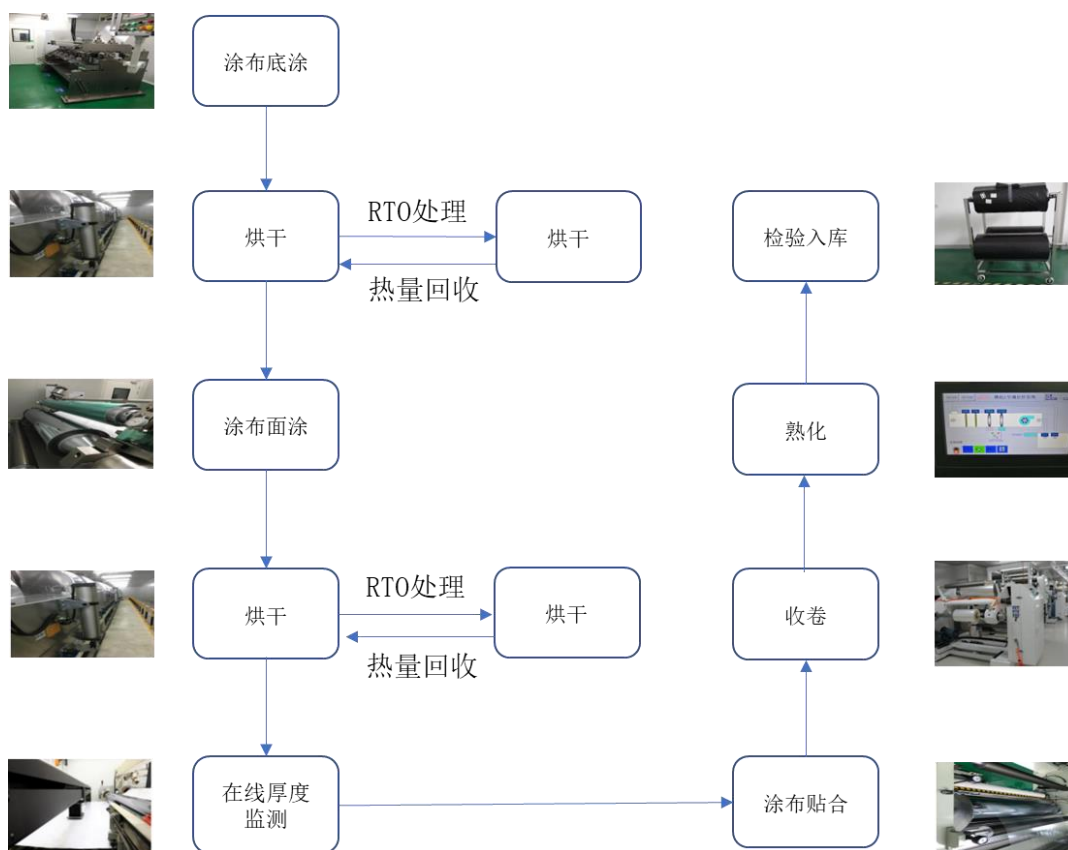 涂布底涂
烘干
RTO处理
热量回收
烘干
检验入库
涂布面涂
熟化
烘干
RTO处理
热量回收
烘干
收卷
在线厚度
监测
涂布贴合